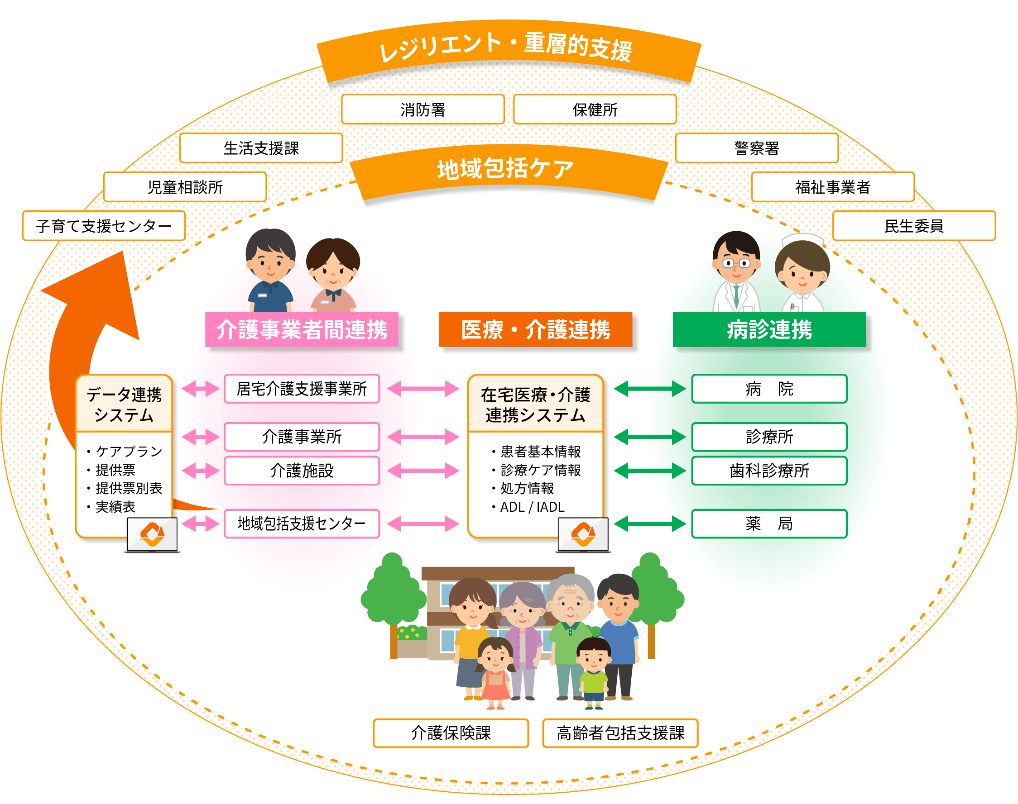 レジリエント・重層的支援
消防署
保健所
生活支援課
警察署
児童相談所
福祉事業者
子育て支援センター
民生委員
地域包括ケア
介護事業者間連携
医療・介護連携
病診連携
データ連携
システム
・ケアプラン
・提供票
・提供票別表
・実績表
居宅介護支援事業所
介護事業所
介護施設
地域包括支援センター
在宅医療・介護
連携システム
・患者基本情報
・診療ケア情報
・処方情報
・ADL / IADL
病　院
診療所
歯科診療所
薬　局
介護保険課
高齢者包括支援課